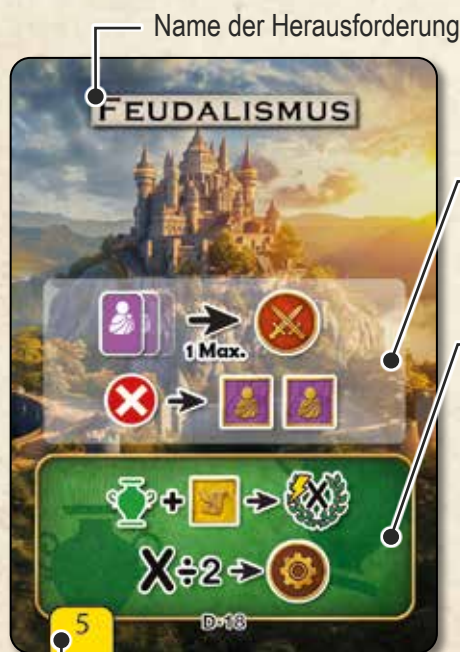 Name der Herausforderung
FEUDALISMUS
1 Max.
X
X÷2
5
D-18